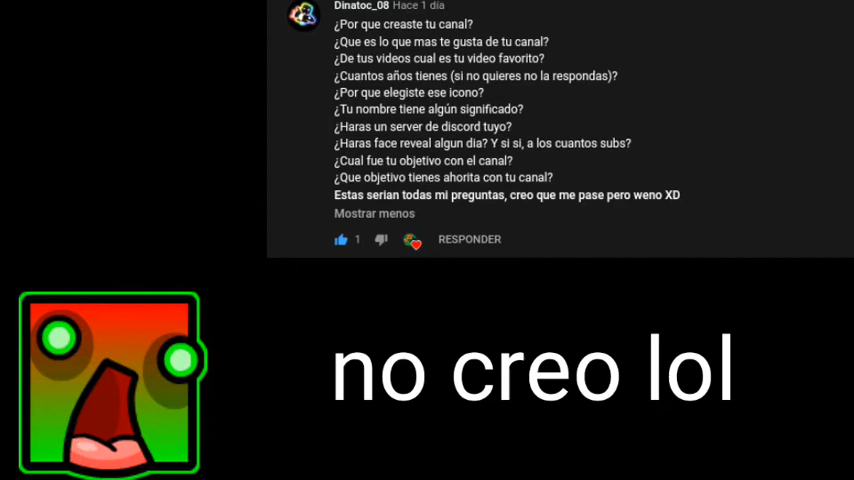 Dinatoc_08 Hace 1 día
¿Por que creaste tu canal?
¿Que es lo que mas te gusta de tu canal?
¿De tus videos cual es tu video favorito?
¿Cuantos años tienes (si no quieres no la respondas)?
¿Por que elegiste ese icono?
¿Tu nombre tiene algún significado?
¿Haras un server de discord tuyo?
¿Haras face reveal algun dia? Y si si, a los cuantos subs?
¿Cual fue tu objetivo con el canal?
¿Que objetivo tienes ahorita con tu canal?
Estas serian todas mi preguntas, creo que me pase pero weno XD
Mostrar menos
1 RESPONDER
no creo lol